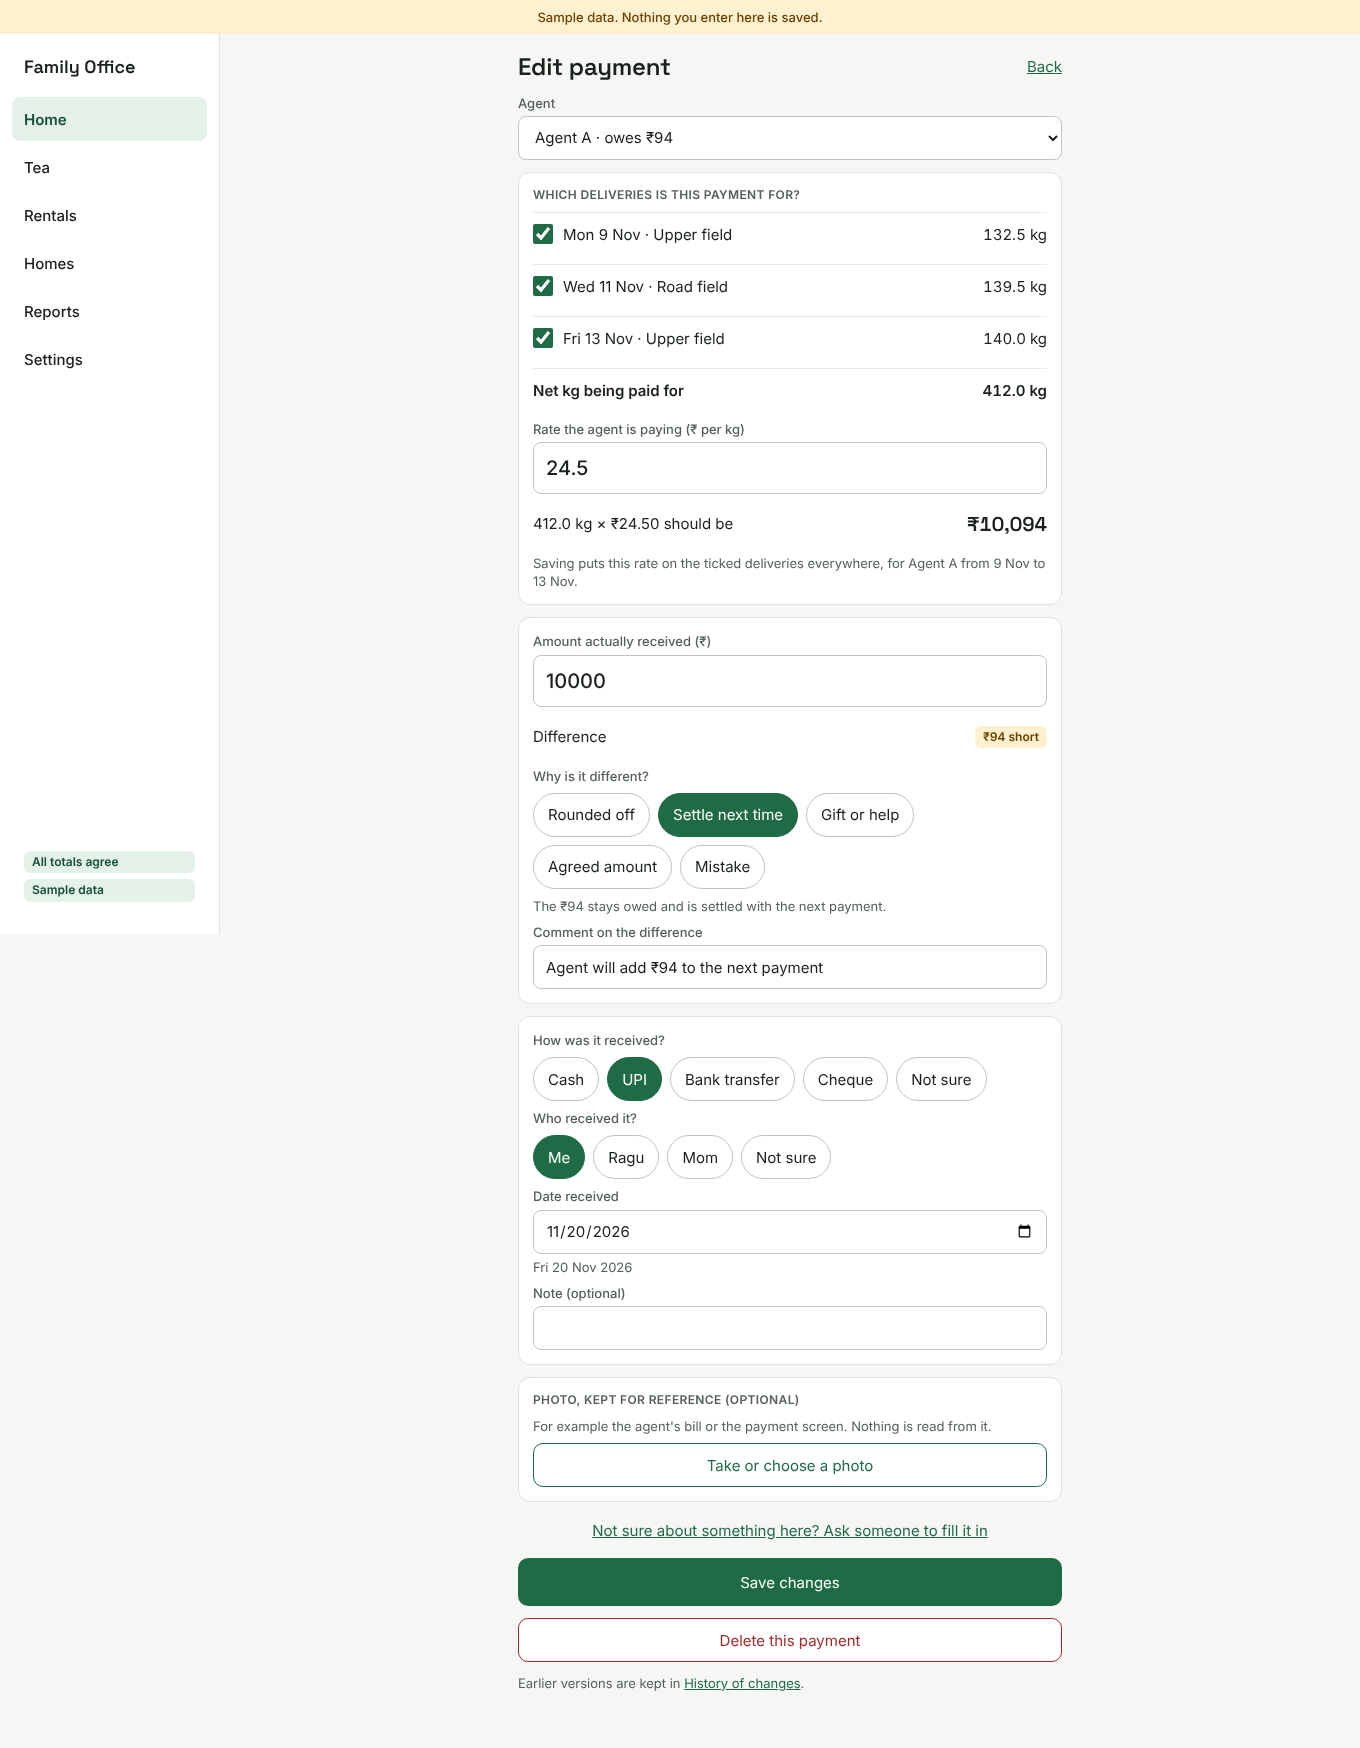 Sample data. Nothing you enter here is saved.
Family Office
Home
Tea
Rentals
Homes
Reports
Settings
All totals agree
Sample data
Edit payment
Back
Agent
Agent A · owes ₹94
WHICH DELIVERIES IS THIS PAYMENT FOR?
Mon 9 Nov · Upper field 132.5 kg
Wed 11 Nov · Road field 139.5 kg
Fri 13 Nov · Upper field 140.0 kg
Net kg being paid for 412.0 kg
Rate the agent is paying (₹ per kg)
24.5
412.0 kg × ₹24.50 should be ₹10,094
Saving puts this rate on the ticked deliveries everywhere, for Agent A from 9 Nov to
13 Nov.
Amount actually received (₹)
10000
Difference ₹94 short
Why is it different?
Rounded off Settle next time Gift or help
Agreed amount Mistake
The ₹94 stays owed and is settled with the next payment.
Comment on the difference
Agent will add ₹94 to the next payment
How was it received?
Cash UPI Bank transfer Cheque Not sure
Who received it?
Me Ragu Mom Not sure
Date received
11/20/2026
Fri 20 Nov 2026
Note (optional)
PHOTO, KEPT FOR REFERENCE (OPTIONAL)
For example the agent's bill or the payment screen. Nothing is read from it.
Take or choose a photo
Not sure about something here? Ask someone to fill it in
Save changes
Delete this payment
Earlier versions are kept in History of changes.